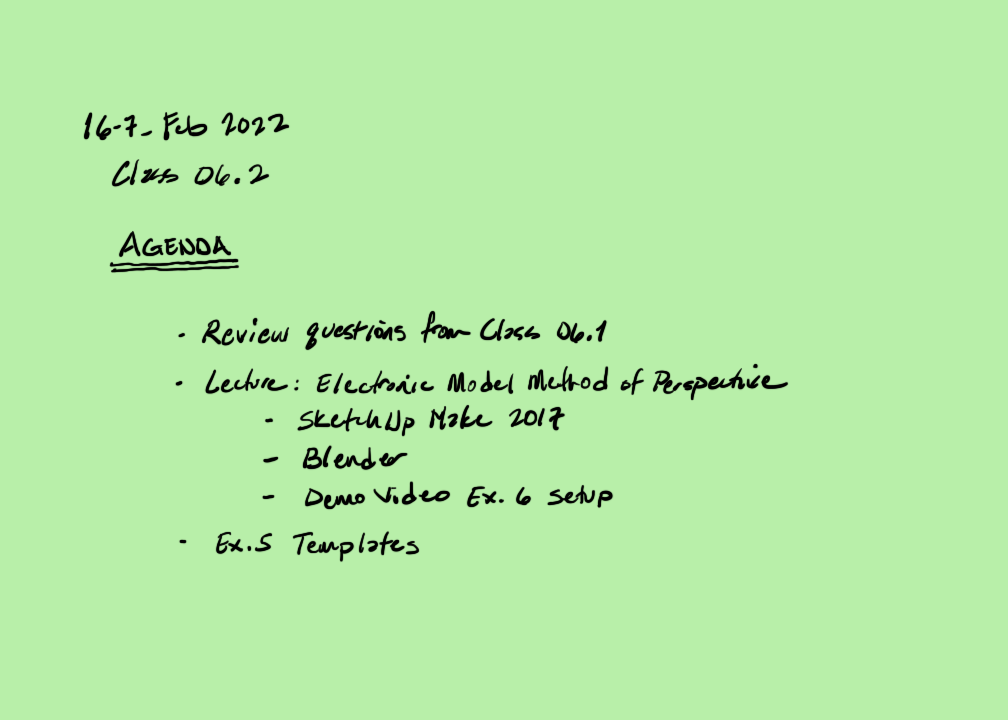 16-7_ Feb 2022
Class 06.2
AGENDA
- Review questions from Class 06.1
- Lecture: Electronic Model Method of Perspective
- SketchUp Make 2017
- Blender
- Demo Video Ex. 6 setup
- Ex.5 Templates